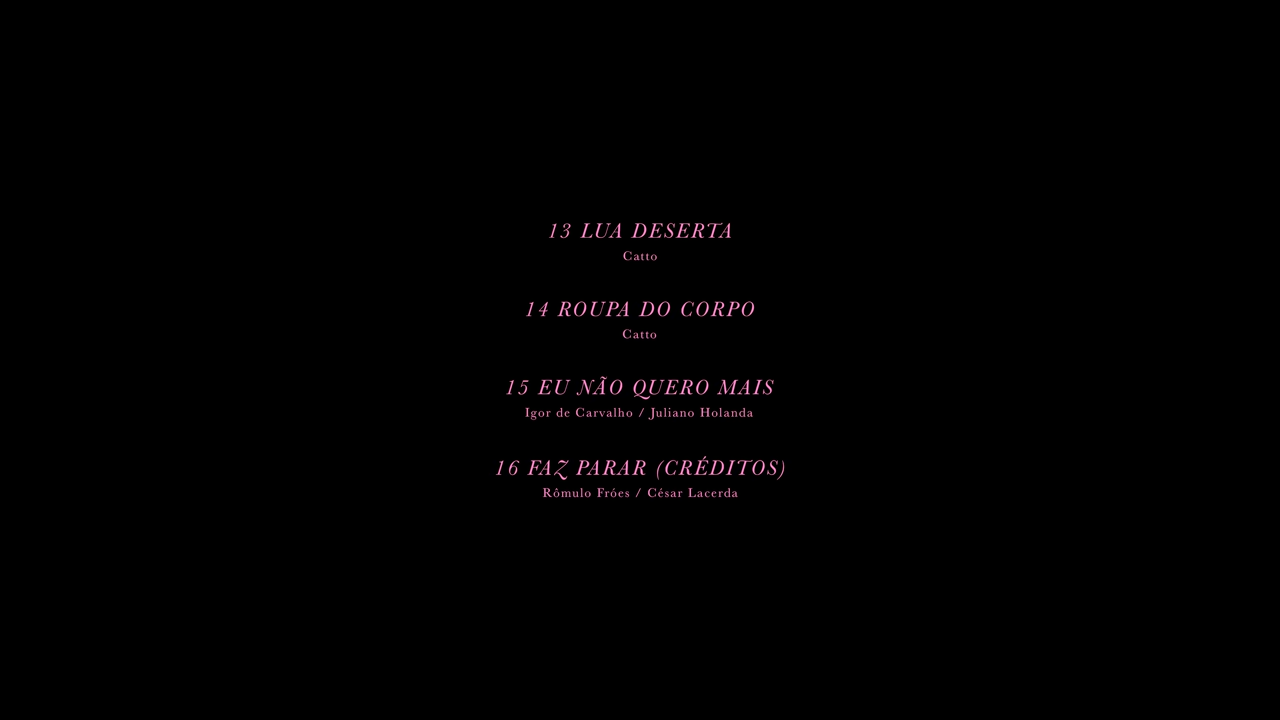 13 LUA DESERTA
Catto
14 ROUPA DO CORPO
Catto
15 EU NÃO QUERO MAIS
Igor de Carvalho / Juliano Holanda
16 FAZ PARAR (CRÉDITOS)
Rômulo Fróes / César Lacerda